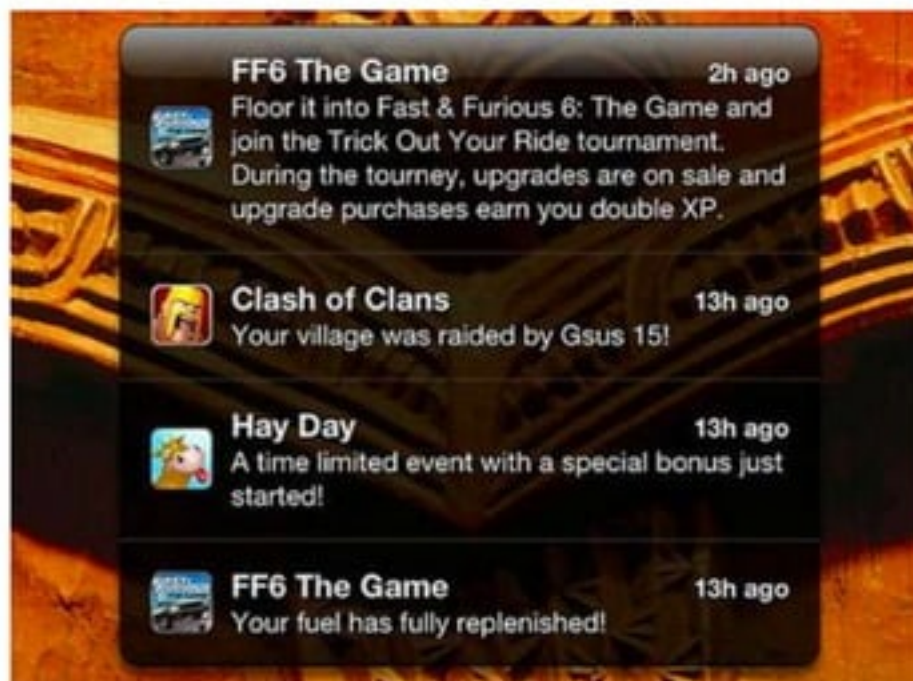 FF6 The Game 2h ago
Floor it into Fast & Furious 6: The Game and
join the Trick Out Your Ride tournament.
During the tourney, upgrades are on sale and
upgrade purchases earn you double XP.
Clash of Clans 13h ago
Your village was raided by Gsus 15!
Hay Day 13h ago
A time limited event with a special bonus just
started!
FF6 The Game 13h ago
Your fuel has fully replenished!